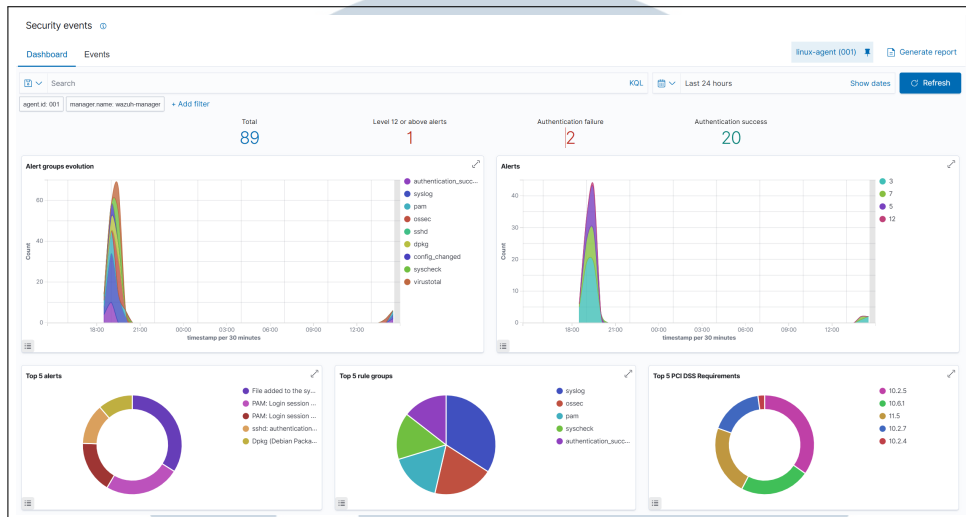 Security events
Dashboard Events linux-agent (001) Generate report
Search KQL Last 24 hours Show dates Refresh
agent.id: 001 manager.name: wazuh-manager + Add filter
Total Level 12 or above alerts Authentication failure Authentication success
89 1 2 20
Alert groups evolution
Count
60
40
20
0
18:00 21:00 00:00 03:00 06:00 09:00 12:00
timestamp per 30 minutes
authentication_succ...
syslog
pam
ossec
sshd
dpkg
config_changed
syscheck
virustotal
Alerts
Count
40
30
20
10
0
18:00 21:00 00:00 03:00 06:00 09:00 12:00
timestamp per 30 minutes
3
7
5
12
Top 5 alerts
File added to the sy...
PAM: Login session ...
PAM: Login session ...
sshd: authentication...
Dpkg (Debian Packa...
Top 5 rule groups
syslog
ossec
pam
syscheck
authentication_succ...
Top 5 PCI DSS Requirements
10.2.5
10.6.1
11.5
10.2.7
10.2.4